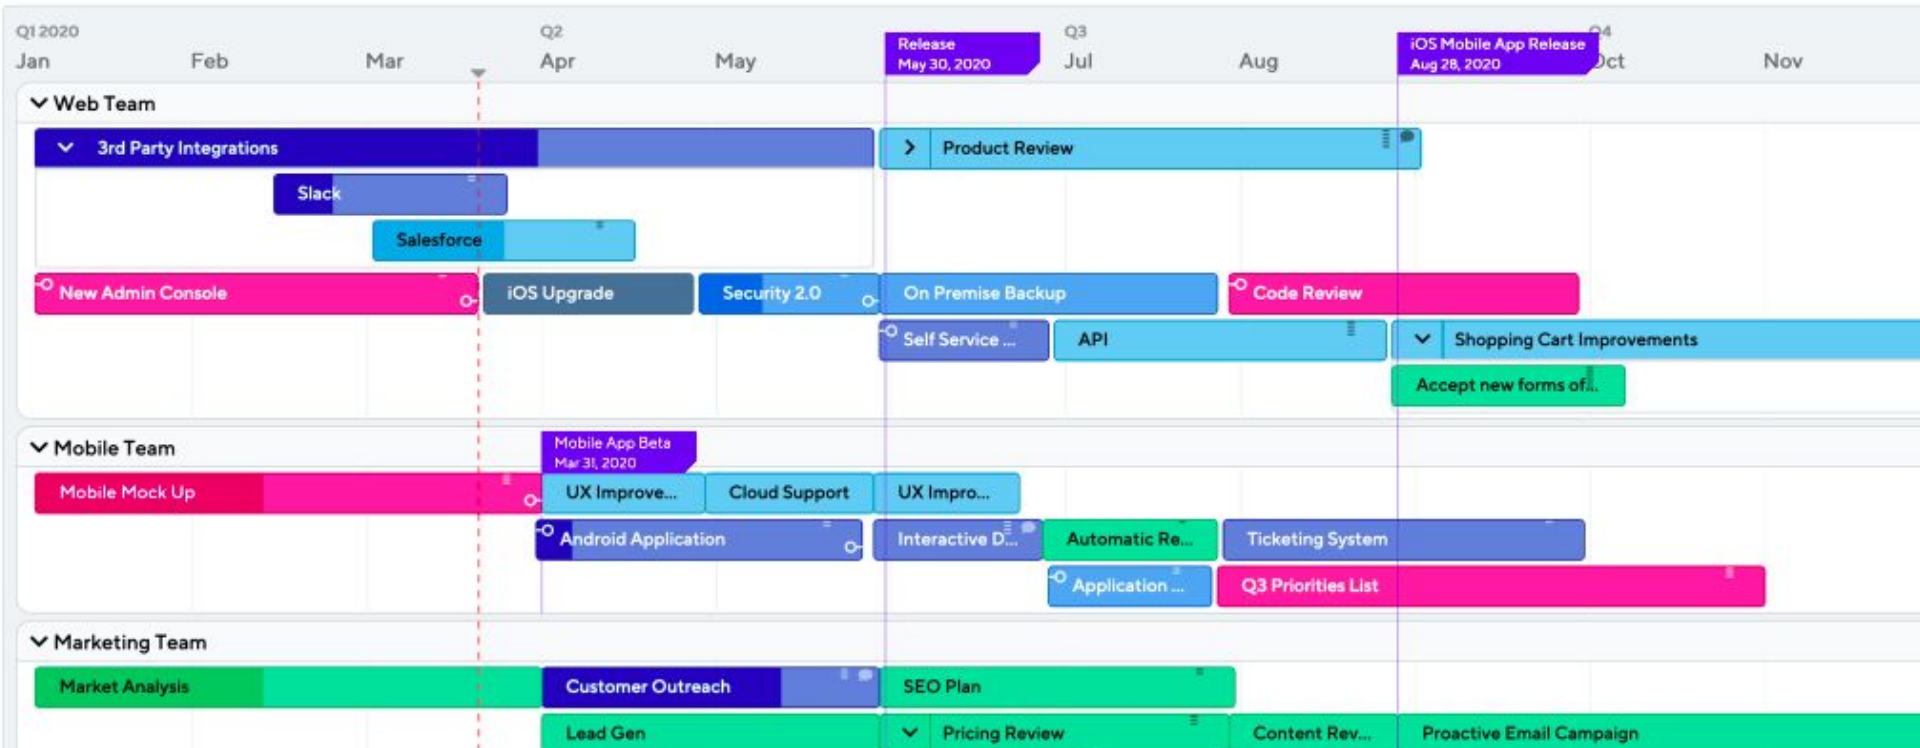 Q1 2020
Q2
Q3
Jan
Feb
Mar
Apr
May
Release
May 30, 2020
Jul
Aug
iOS Mobile App Release
Aug 28, 2020
Nov
Web Team
3rd Party Integrations
Product Review
Slack
Salesforce
New Admin Console
iOS Upgrade
Security 2.0
On Premise Backup
Code Review
Self Service ...
API
Shopping Cart Improvements
Accept new forms of...
Mobile Team
Mobile App Beta
Mar 31, 2020
Mobile Mock Up
UX Improve...
Cloud Support
UX Impro...
Android Application
Interactive D...
Automatic Re...
Ticketing System
Application ...
Q3 Priorities List
Marketing Team
Market Analysis
Customer Outreach
SEO Plan
Lead Gen
Pricing Review
Content Rev...
Proactive Email Campaign